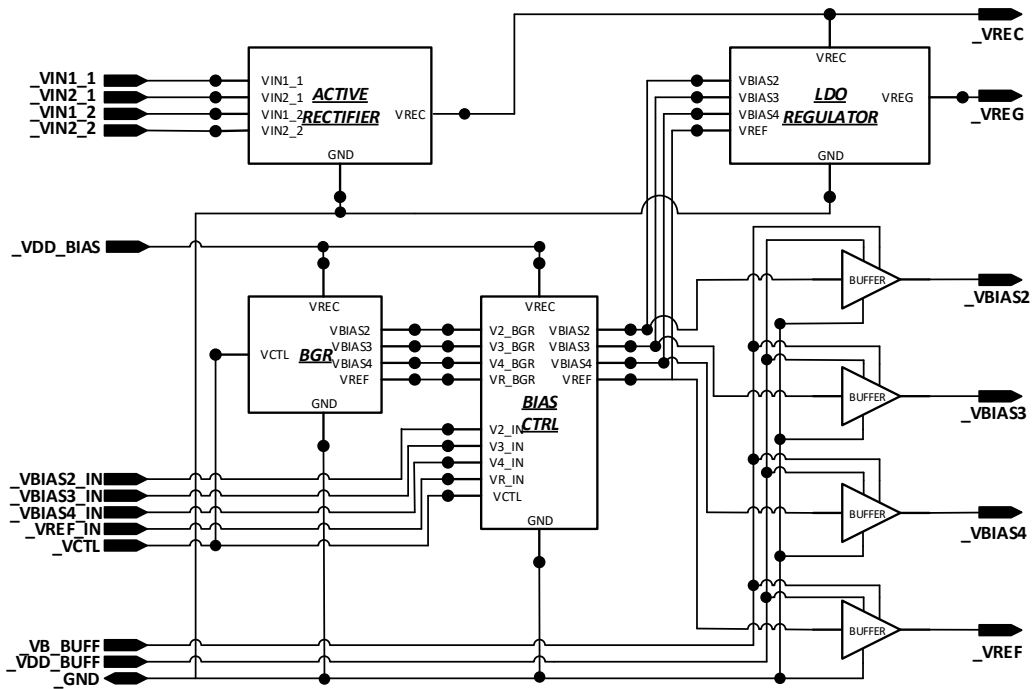 _VREC
_VIN1_1
_VIN2_1
_VIN1_2
_VIN2_2
VIN1_1
VIN2_1
VIN1_2
VIN2_2
ACTIVE
RECTIFIER
VREC
GND
VREC
VBIAS2
VBIAS3
VBIAS4
VREF
LDO
REGULATOR
VREG
GND
_VREG
_VDD_BIAS
VREC
VCTL
BGR
VBIAS2
VBIAS3
VBIAS4
VREF
GND
VREC
V2_BGR
V3_BGR
V4_BGR
VR_BGR
VBIAS2
VBIAS3
VBIAS4
VREF
BIAS
CTRL
V2_IN
V3_IN
V4_IN
VR_IN
VCTL
GND
BUFFER
_VBIAS2
BUFFER
_VBIAS3
BUFFER
_VBIAS4
BUFFER
_VREF
_VBIAS2_IN
_VBIAS3_IN
_VBIAS4_IN
_VREF_IN
_VCTL
_VB_BUFF
_VDD_BUFF
_GND